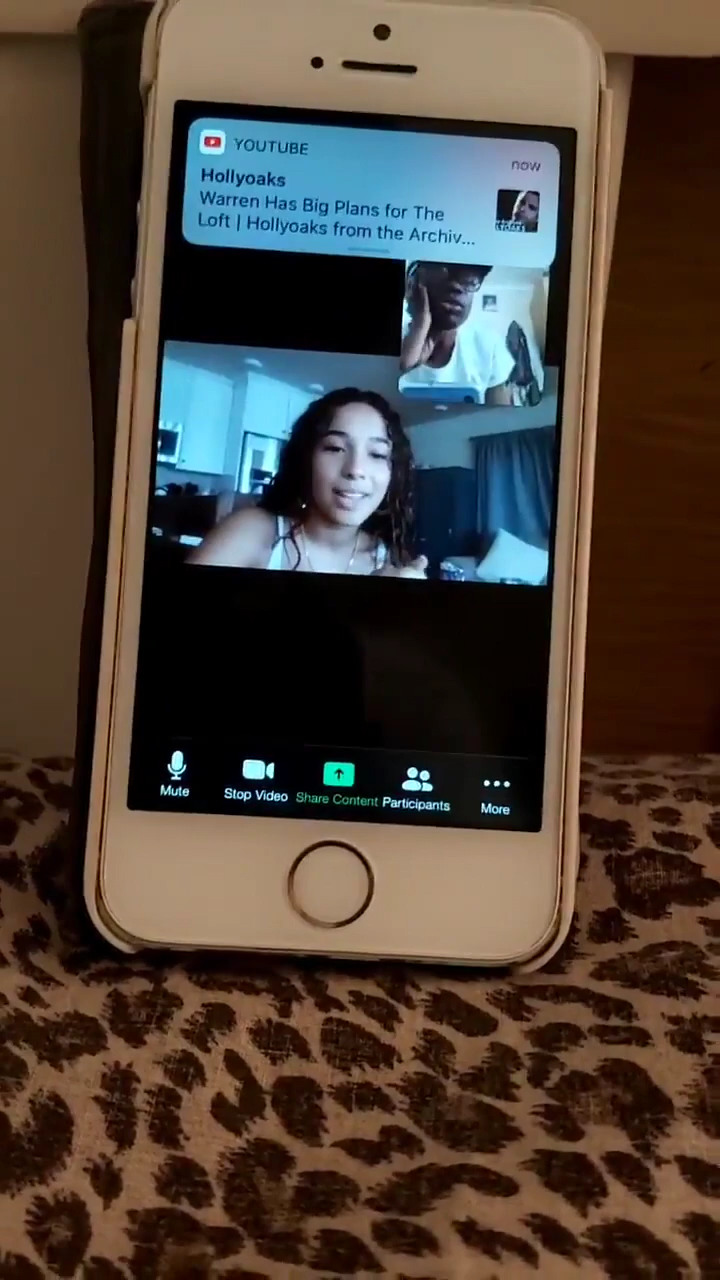 YOUTUBE
now
Hollyoaks
Warren Has Big Plans for The
Loft | Hollyoaks from the Archiv...
Mute
Stop Video
Share Content
Participants
More